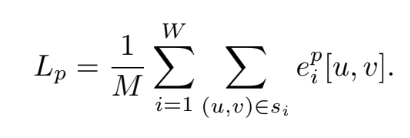 L_p = \frac{1}{M} \sum_{i=1}^{W} \sum_{(u,v) \in s_i} e_i^p[u, v].